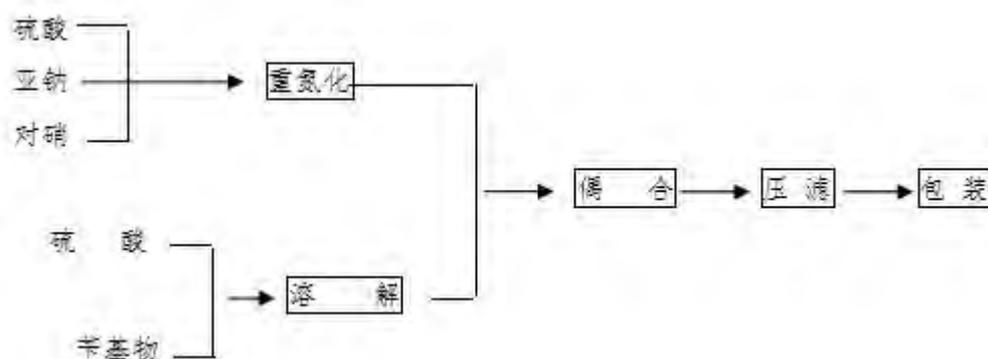 硫酸
亚钠
对硝
重氮化
偶 合
压 滤
包 装
硫 酸
溶 解
苄基物